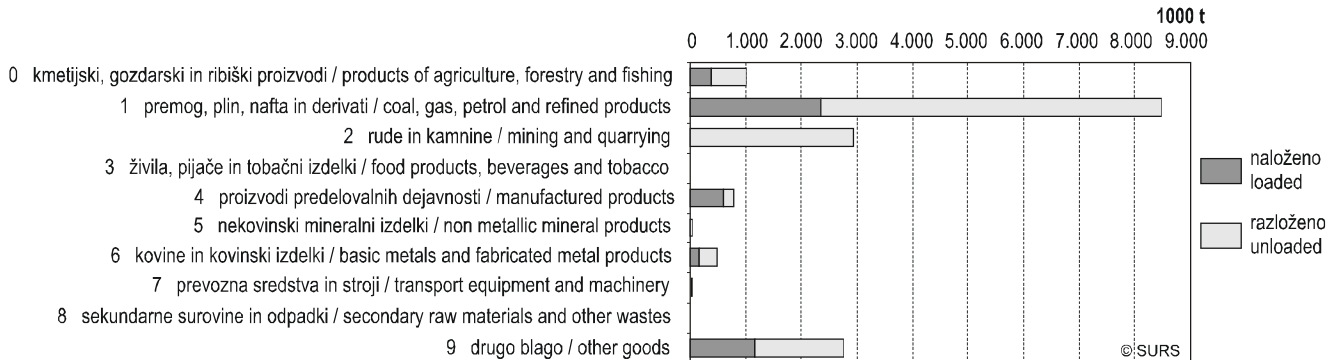 1000 t
0 1.000 2.000 3.000 4.000 5.000 6.000 7.000 8.000 9.000
0 kmetijski, gozdarski in ribiški proizvodi / products of agriculture, forestry and fishing
1 premog, plin, nafta in derivati / coal, gas, petrol and refined products
2 rude in kamnine / mining and quarrying
3 živila, pijače in tobačni izdelki / food products, beverages and tobacco
4 proizvodi predelovalnih dejavnosti / manufactured products
5 nekovinski mineralni izdelki / non metallic mineral products
6 kovine in kovinski izdelki / basic metals and fabricated metal products
7 prevozna sredstva in stroji / transport equipment and machinery
8 sekundarne surovine in odpadki / secondary raw materials and other wastes
9 drugo blago / other goods
naloženo
loaded
razloženo
unloaded
© SURS